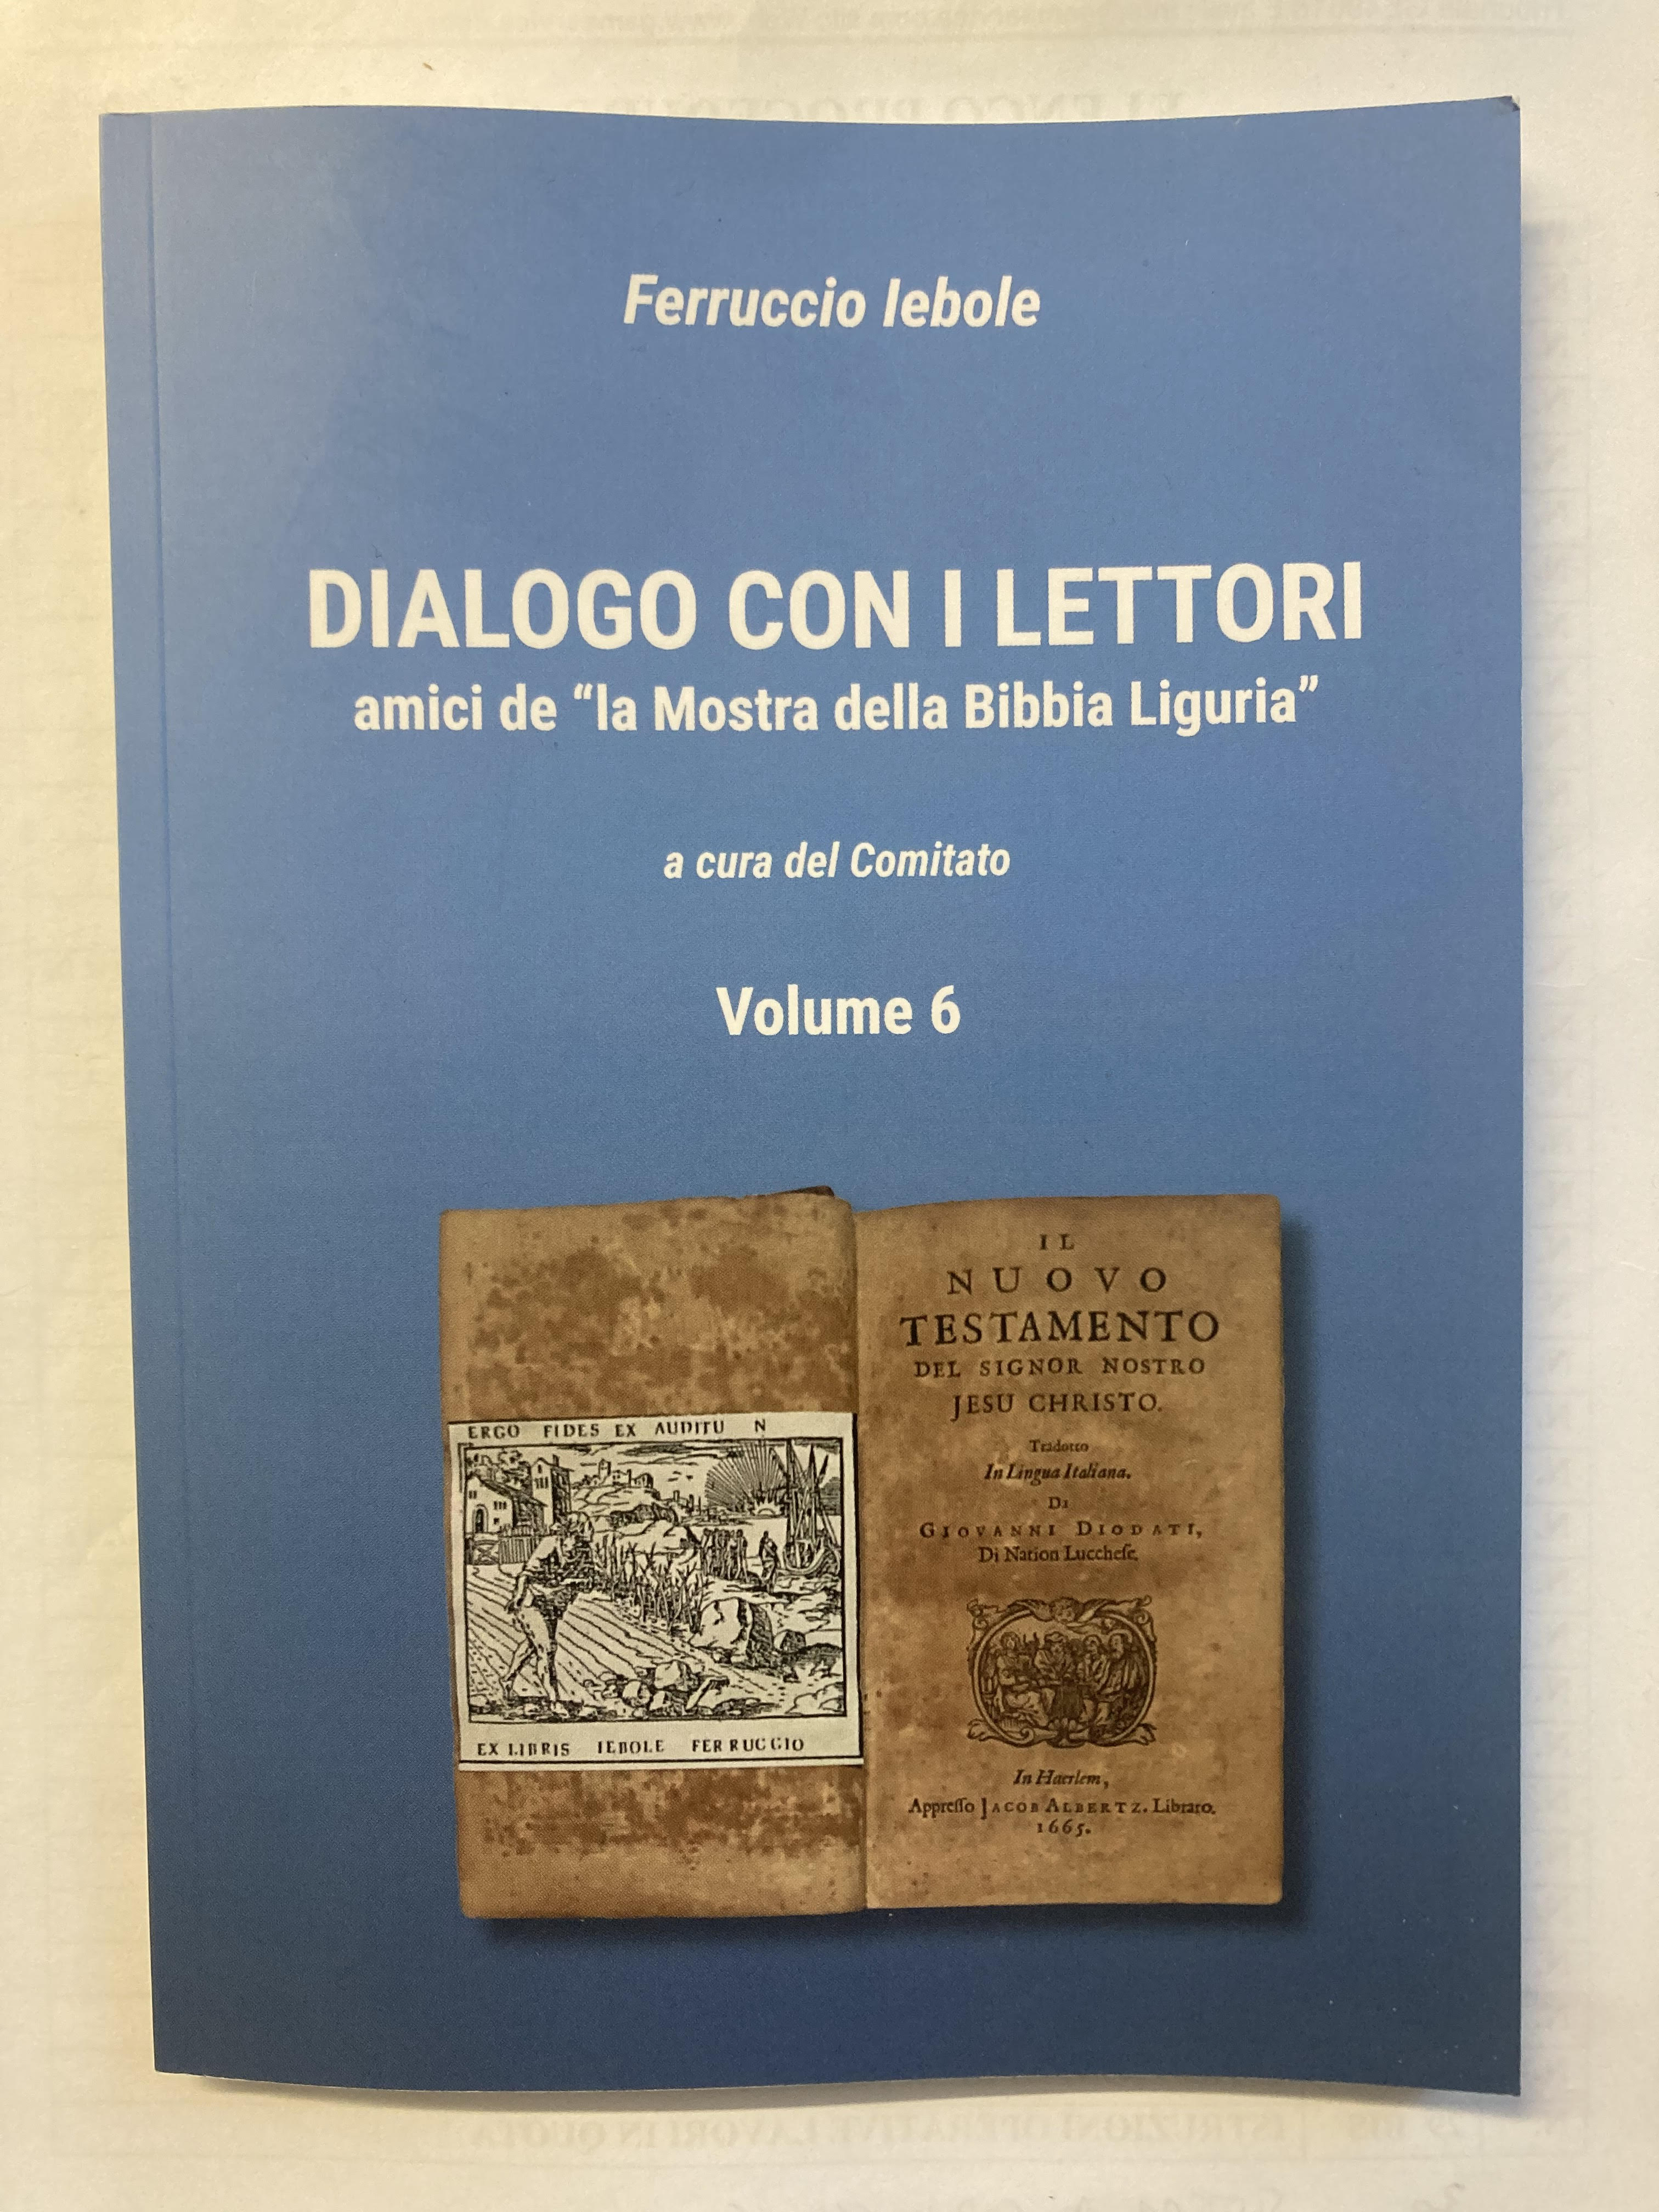 Ferruccio Iebole
DIALOGO CON I LETTORI
amici de “la Mostra della Bibbia Liguria”
a cura del Comitato
Volume 6
ERGO FIDES EX AUDITU N
EX LIBRIS IEBOLE FERRUCCIO
IL
NUOVO
TESTAMENTO
DEL SIGNOR NOSTRO
JESU CHRISTO.
Tradotto
In Lingua Italiana.
Di
GIOVANNI DIODATI,
Di Nation Luccheſe.
In Haerlem,
Appreſſo JACOB ALBERTZ. Libraro.
1665.